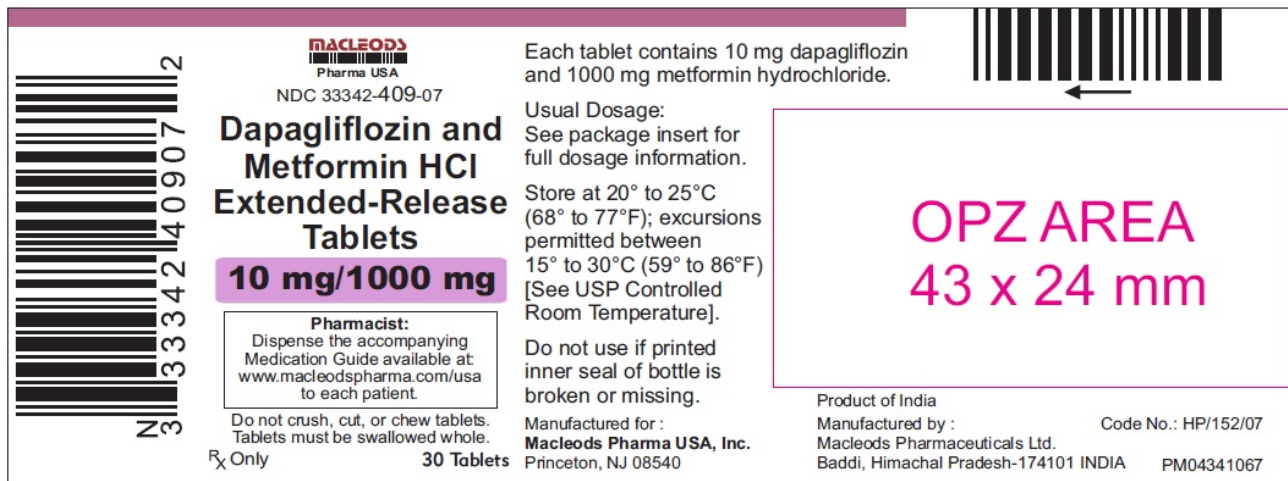 N 3 33342 40907 2
MACLEODS
Pharma USA
NDC 33342-409-07
Dapagliflozin and
Metformin HCl
Extended-Release
Tablets
10 mg/1000 mg
Pharmacist:
Dispense the accompanying
Medication Guide available at:
www.macleodspharma.com/usa
to each patient.
Do not crush, cut, or chew tablets.
Tablets must be swallowed whole.
Rx Only
30 Tablets
Each tablet contains 10 mg dapagliflozin
and 1000 mg metformin hydrochloride.
Usual Dosage:
See package insert for
full dosage information.
Store at 20° to 25°C
(68° to 77°F); excursions
permitted between
15° to 30°C (59° to 86°F)
[See USP Controlled
Room Temperature].
Do not use if printed
inner seal of bottle is
broken or missing.
Manufactured for :
Macleods Pharma USA, Inc.
Princeton, NJ 08540
OPZ AREA
43 x 24 mm
Product of India
Manufactured by :
Macleods Pharmaceuticals Ltd.
Baddi, Himachal Pradesh-174101 INDIA
Code No.: HP/152/07
PM04341067